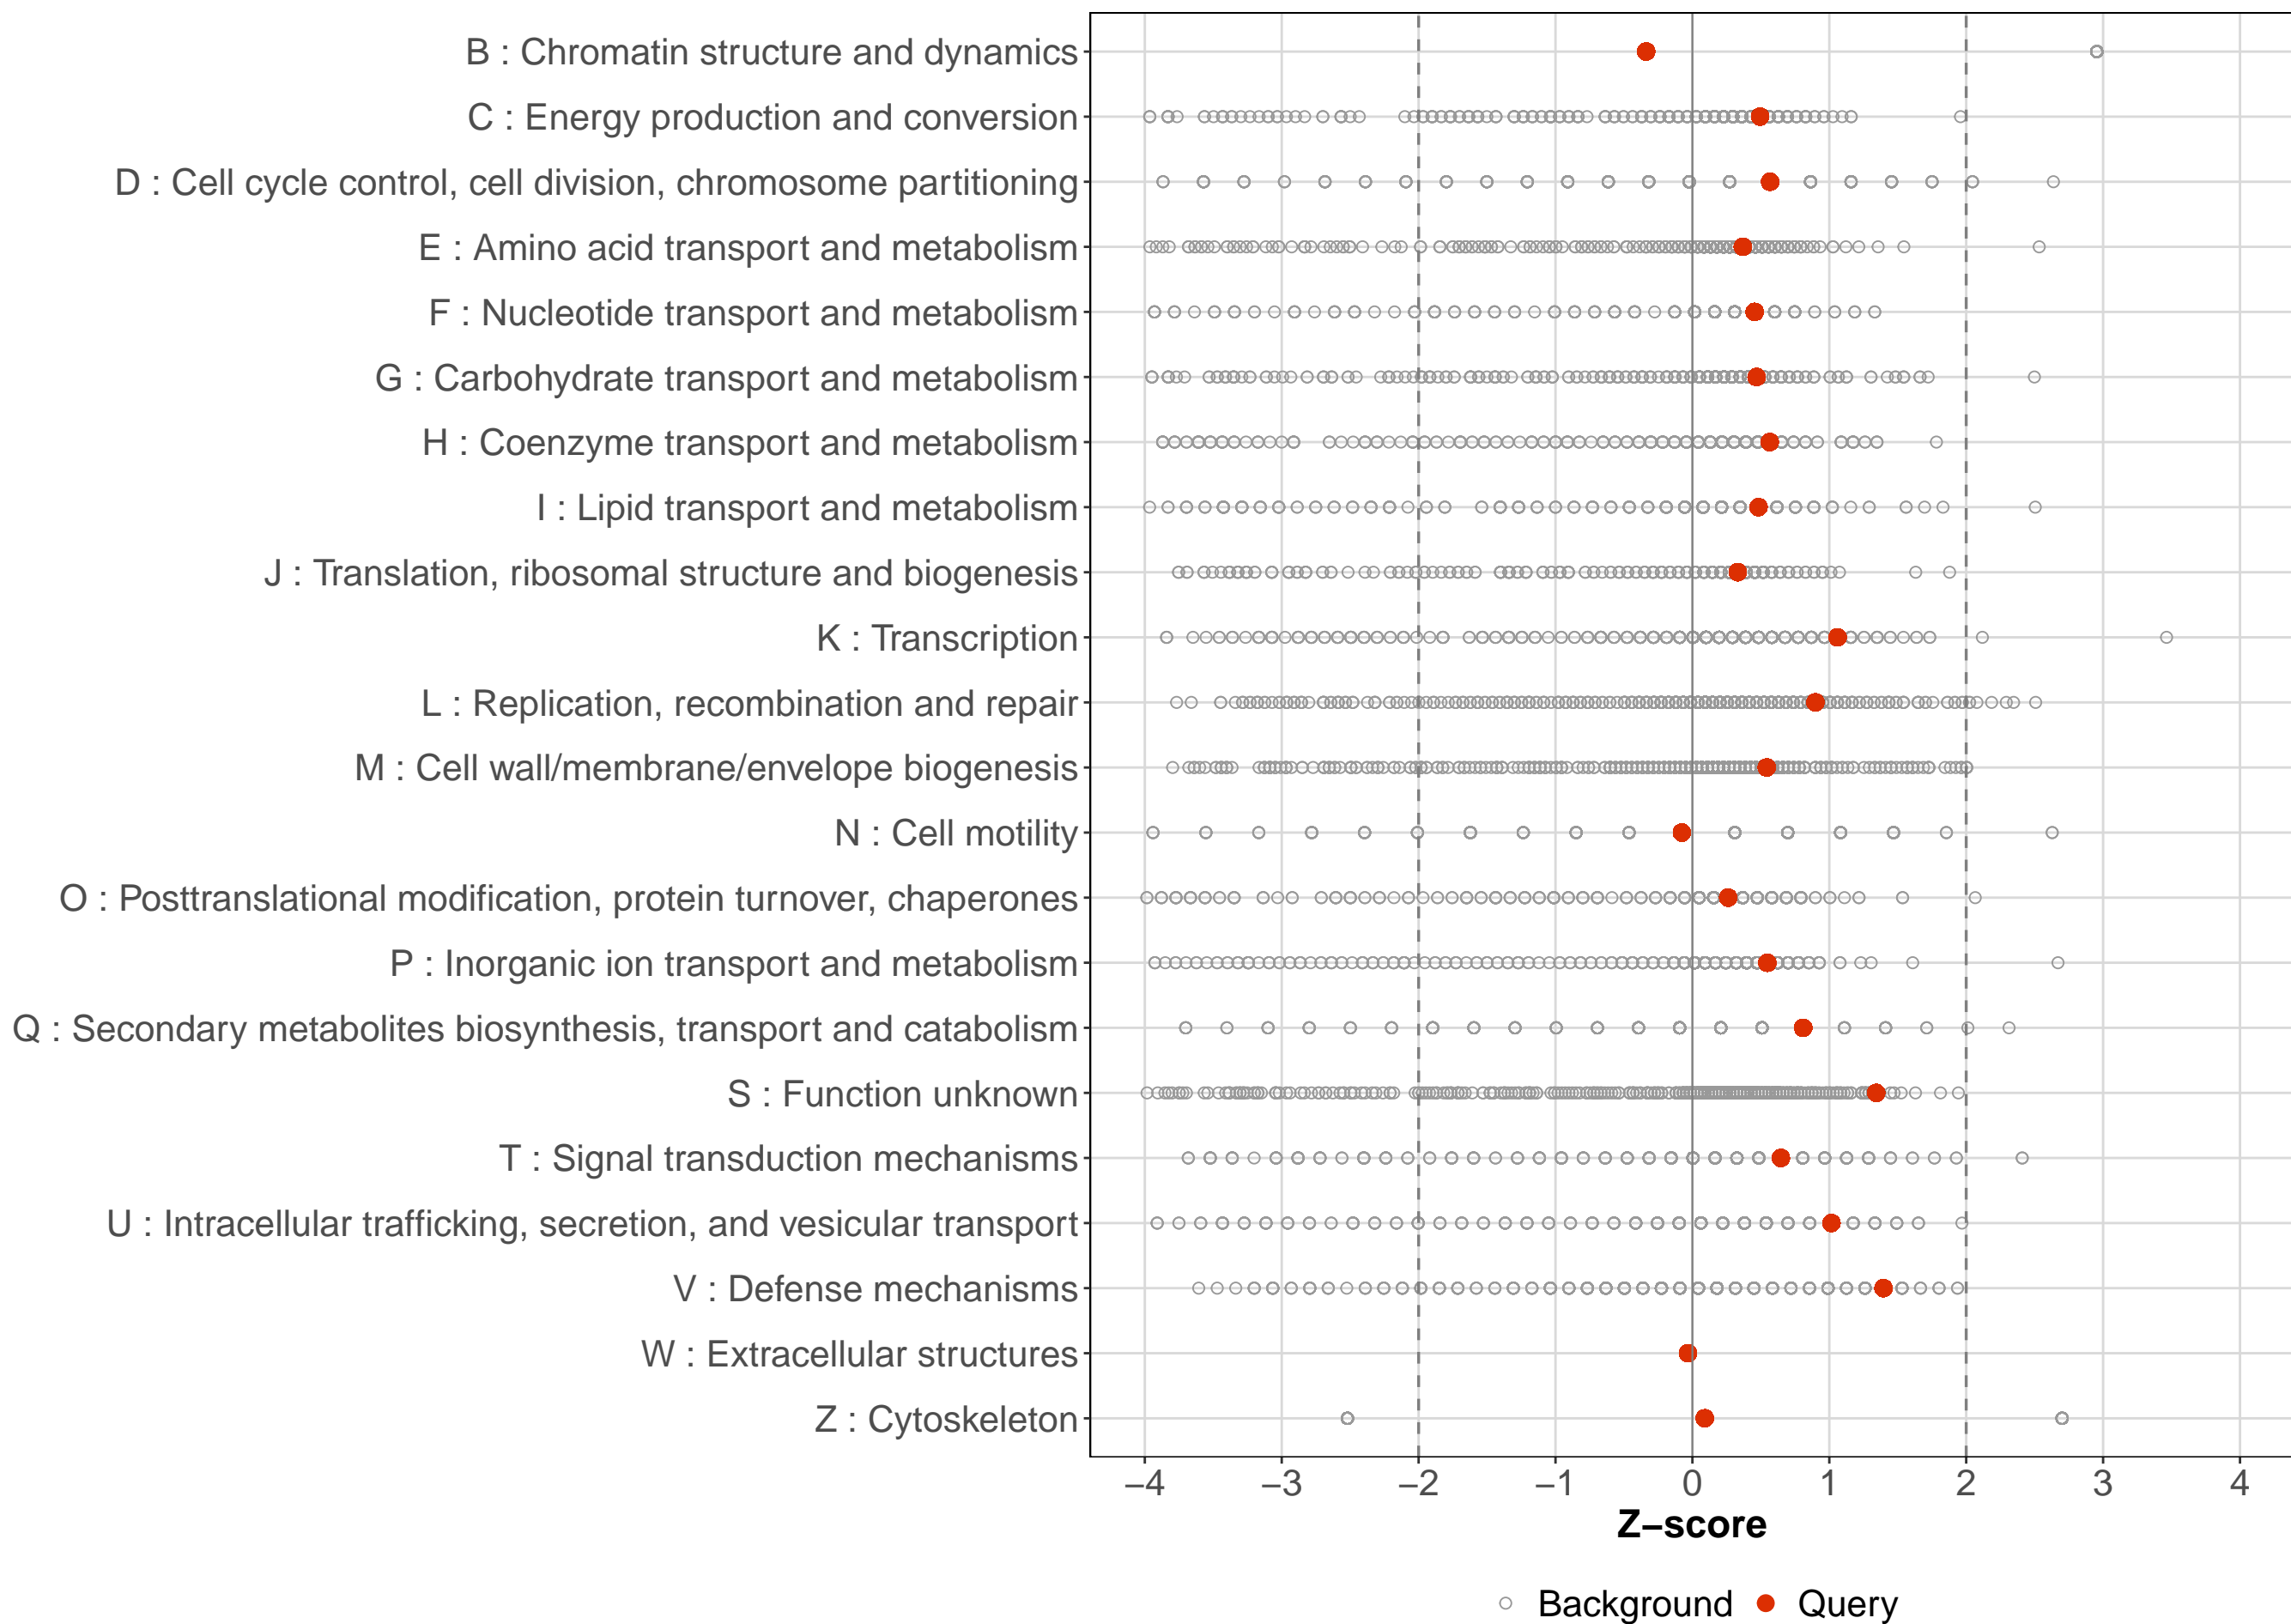 B : Chromatin structure and dynamics
C : Energy production and conversion
D : Cell cycle control, cell division, chromosome partitioning
E : Amino acid transport and metabolism
F : Nucleotide transport and metabolism
G : Carbohydrate transport and metabolism
H : Coenzyme transport and metabolism
I : Lipid transport and metabolism
J : Translation, ribosomal structure and biogenesis
K : Transcription
L : Replication, recombination and repair
M : Cell wall/membrane/envelope biogenesis
N : Cell motility
O : Posttranslational modification, protein turnover, chaperones
P : Inorganic ion transport and metabolism
Q : Secondary metabolites biosynthesis, transport and catabolism
S : Function unknown
T : Signal transduction mechanisms
U : Intracellular trafficking, secretion, and vesicular transport
V : Defense mechanisms
W : Extracellular structures
Z : Cytoskeleton
−4 −3 −2 −1 0 1 2 3 4
Z−score
Background Query